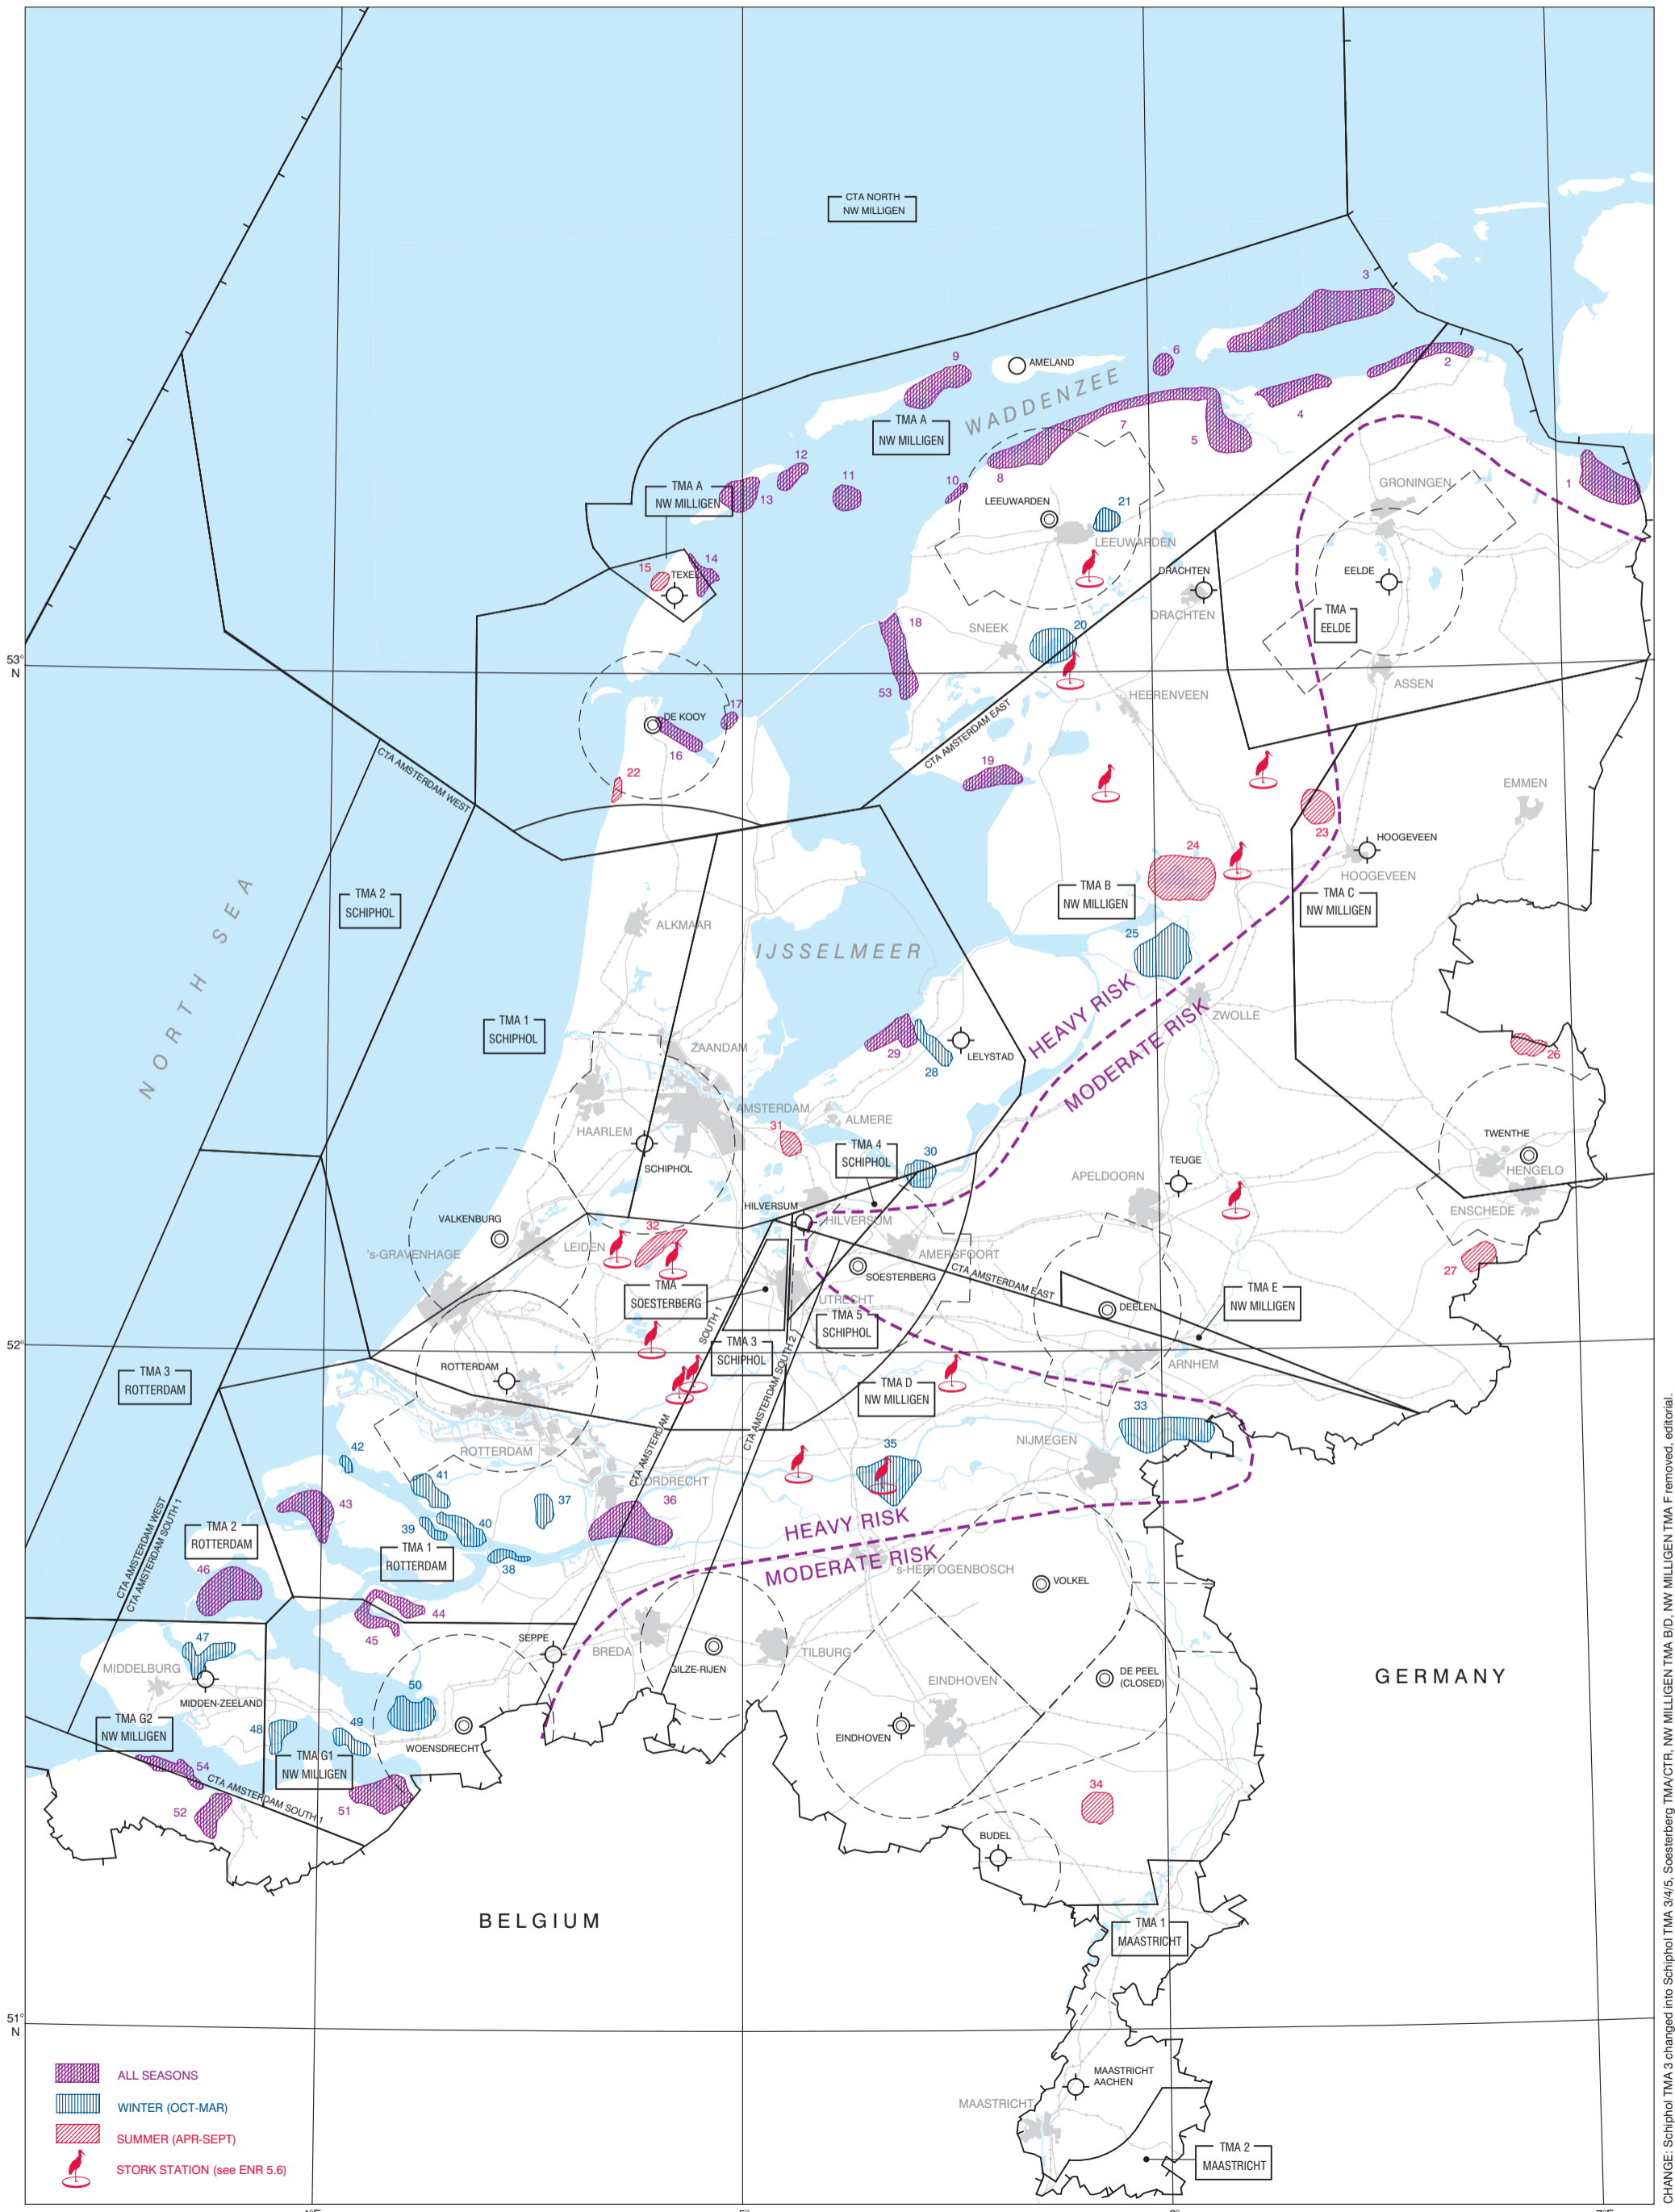 CTA NORTH
NW MILLIGEN
3
2
9
AMELAND
6
WADDENZEE
4
TMA A
NW MILLIGEN
7
5
12
11
10
8
13
TMA A
NW MILLIGEN
GRONINGEN
1
LEEUWARDEN
21
LEEUWARDEN
14
15
TEXEL
DRACHTEN
EELDE
DRACHTEN
TMA
EELDE
18
SNEEK
20
53°
N
ASSEN
53
HEERENVEEN
17
DE KOOY
16
CTA AMSTERDAM EAST
CTA AMSTERDAM WEST
19
22
EMMEN
23
HOOGEVEEN
24
HOOGEVEEN
TMA 2
SCHIPHOL
TMA B
NW MILLIGEN
TMA C
NW MILLIGEN
ALKMAAR
25
IJSSELMEER
NORTH SEA
HEAVY RISK
MODERATE RISK
ZWOLLE
TMA 1
SCHIPHOL
ZAANDAM
29
28
LELYSTAD
26
AMSTERDAM
ALMERE
HAARLEM
31
TMA 4
SCHIPHOL
30
SCHIPHOL
TWENTHE
HENGELO
APELDOORN
TEUGE
HILVERSUM
HILVERSUM
ENSCHEDE
VALKENBURG
32
LEIDEN
's-GRAVENHAGE
AMERSFOORT
27
SOESTERBERG
CTA AMSTERDAM EAST
TMA
SOESTERBERG
UTRECHT
DEELEN
TMA E
NW MILLIGEN
SOUTH 1
TMA 5
SCHIPHOL
52°
N
TMA 3
SCHIPHOL
ROTTERDAM
ARNHEM
TMA 3
ROTTERDAM
TMA D
NW MILLIGEN
CTA AMSTERDAM SOUTH 2
33
CTA AMSTERDAM
NIJMEGEN
42
ROTTERDAM
35
41
DORDRECHT
43
37
36
39
40
HEAVY RISK
MODERATE RISK
CTA AMSTERDAM WEST
CTA AMSTERDAM SOUTH 1
TMA 2
ROTTERDAM
TMA 1
ROTTERDAM
38
's-HERTOGENBOSCH
46
VOLKEL
44
45
47
SEPPE
BREDA
TILBURG
MIDDELBURG
GILZE-RIJEN
DE PEEL
(CLOSED)
GERMANY
50
EINDHOVEN
MIDDEN-ZEELAND
TMA G2
NW MILLIGEN
48
49
WOENSDRECHT
EINDHOVEN
TMA G1
NW MILLIGEN
54
CTA AMSTERDAM SOUTH 1
52
51
34
BUDEL
BELGIUM
TMA 1
MAASTRICHT
51°
N
ALL SEASONS
MAASTRICHT
AACHEN
WINTER (OCT-MAR)
MAASTRICHT
SUMMER (APR-SEPT)
TMA 2
MAASTRICHT
STORK STATION (see ENR 5.6)
CHANGE: Schiphol TMA 3 changed into Schiphol TMA 3/4/5, Soesterberg TMA/CTR, NW MILLIGEN TMA B/D, NW MILLIGEN TMA F removed, editorial.